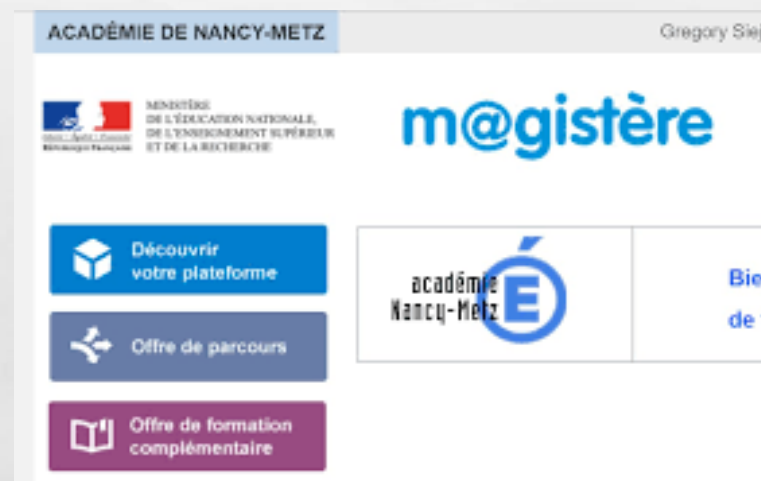 ACADÉMIE DE NANCY-METZ
Gregory
MINISTÈRE
DE L'ÉDUCATION NATIONALE,
DE L'ENSEIGNEMENT SUPÉRIEUR
ET DE LA RECHERCHE
m@gistère
Découvrir
votre plateforme
Offre de parcours
Offre de formation
complémentaire
académie
Nancy-Metz
É
Bie
de